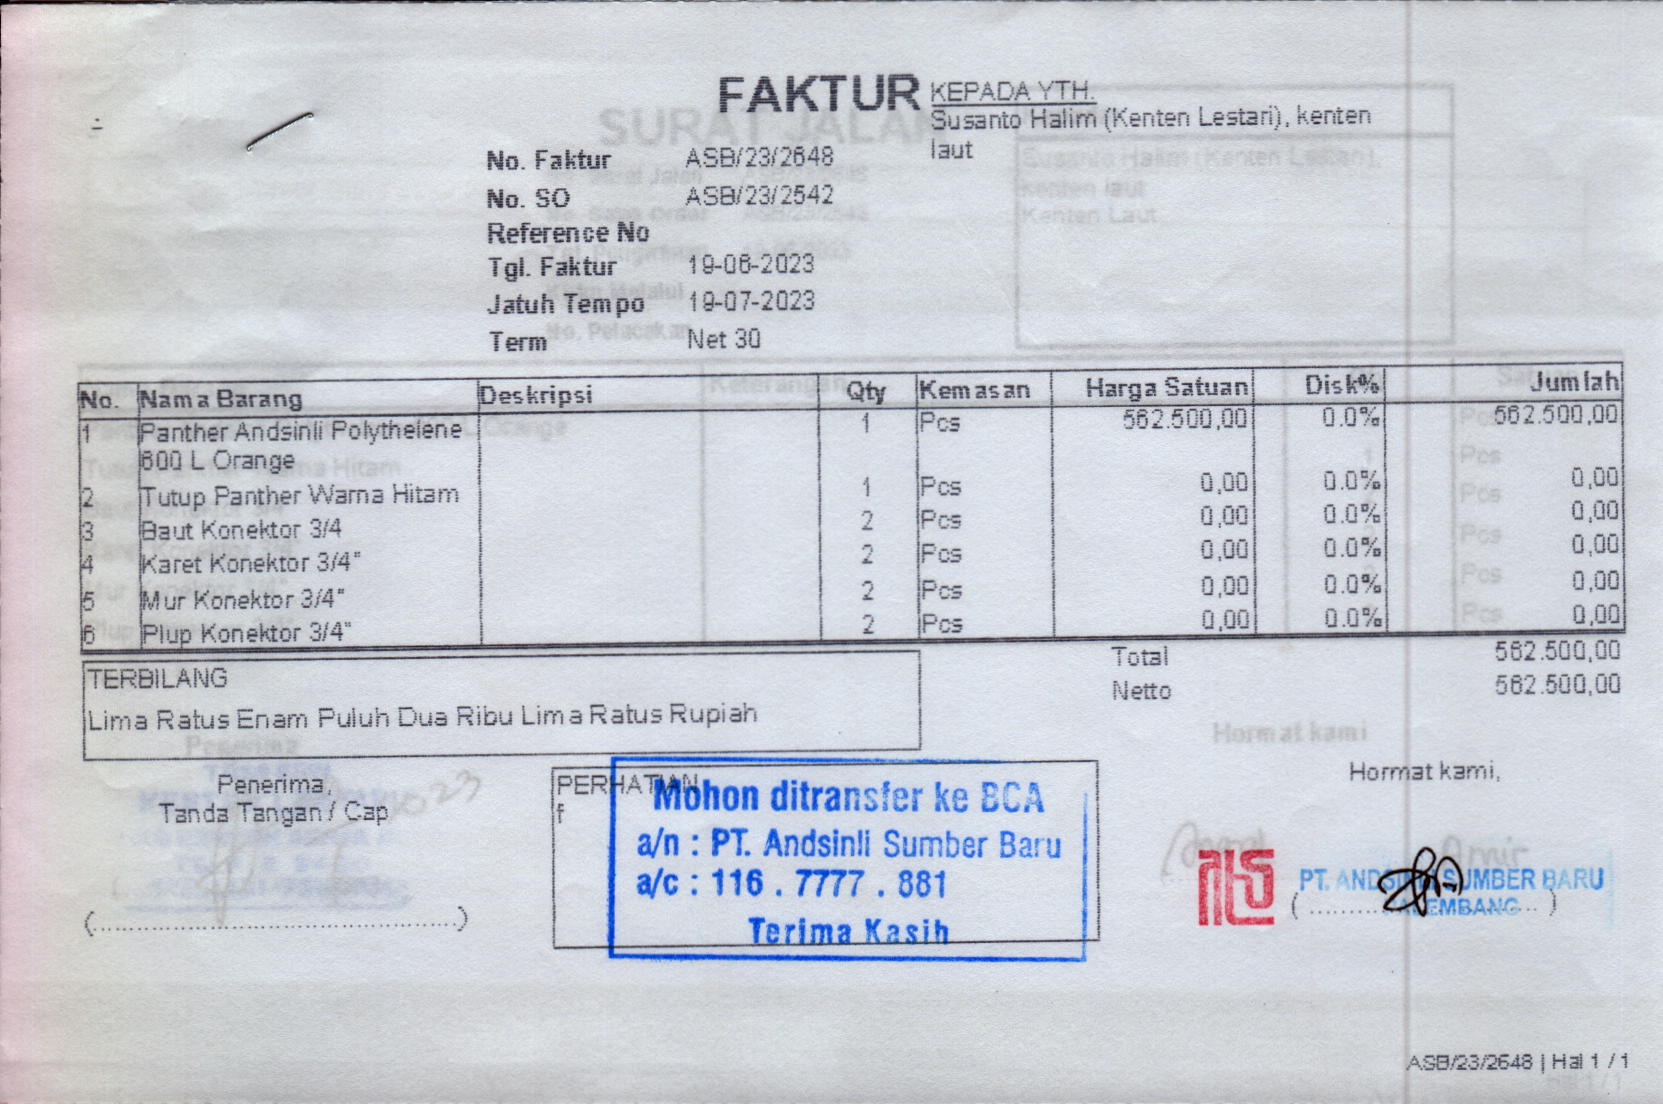 FAKTUR
KEPADA YTH.
Susanto Halim (Kenten Lestari), kenten
laut
No. Faktur ASB/23/2648
No. SO ASB/23/2542
Reference No
Tgl. Faktur 19-06-2023
Jatuh Tempo 19-07-2023
Term Net 30
No. Nama Barang Deskripsi Qty Kemasan Harga Satuan Disk% Jumlah
1 Panther Andsinli Polythelene 1 Pcs 562.500,00 0.0% 562.500,00
600 L Orange
2 Tutup Panther Warna Hitam 1 Pcs 0,00 0.0% 0,00
3 Baut Konektor 3/4 2 Pcs 0,00 0.0% 0,00
4 Karet Konektor 3/4" 2 Pcs 0,00 0.0% 0,00
5 Mur Konektor 3/4" 2 Pcs 0,00 0.0% 0,00
6 Plup Konektor 3/4" 2 Pcs 0,00 0.0% 0,00
Total 562.500,00
Netto 562.500,00
TERBILANG
Lima Ratus Enam Puluh Dua Ribu Lima Ratus Rupiah
Penerima,
Tanda Tangan / Cap
(............................................................)
PERHATIAN
f
Mohon ditransfer ke BCA
a/n : PT. Andsinli Sumber Baru
a/c : 116 . 7777 . 881
Terima Kasih
Hormat kami,
PT. ANDSINLI SUMBER BARU
PALEMBANG
ASB/23/2648 | Hal 1 / 1